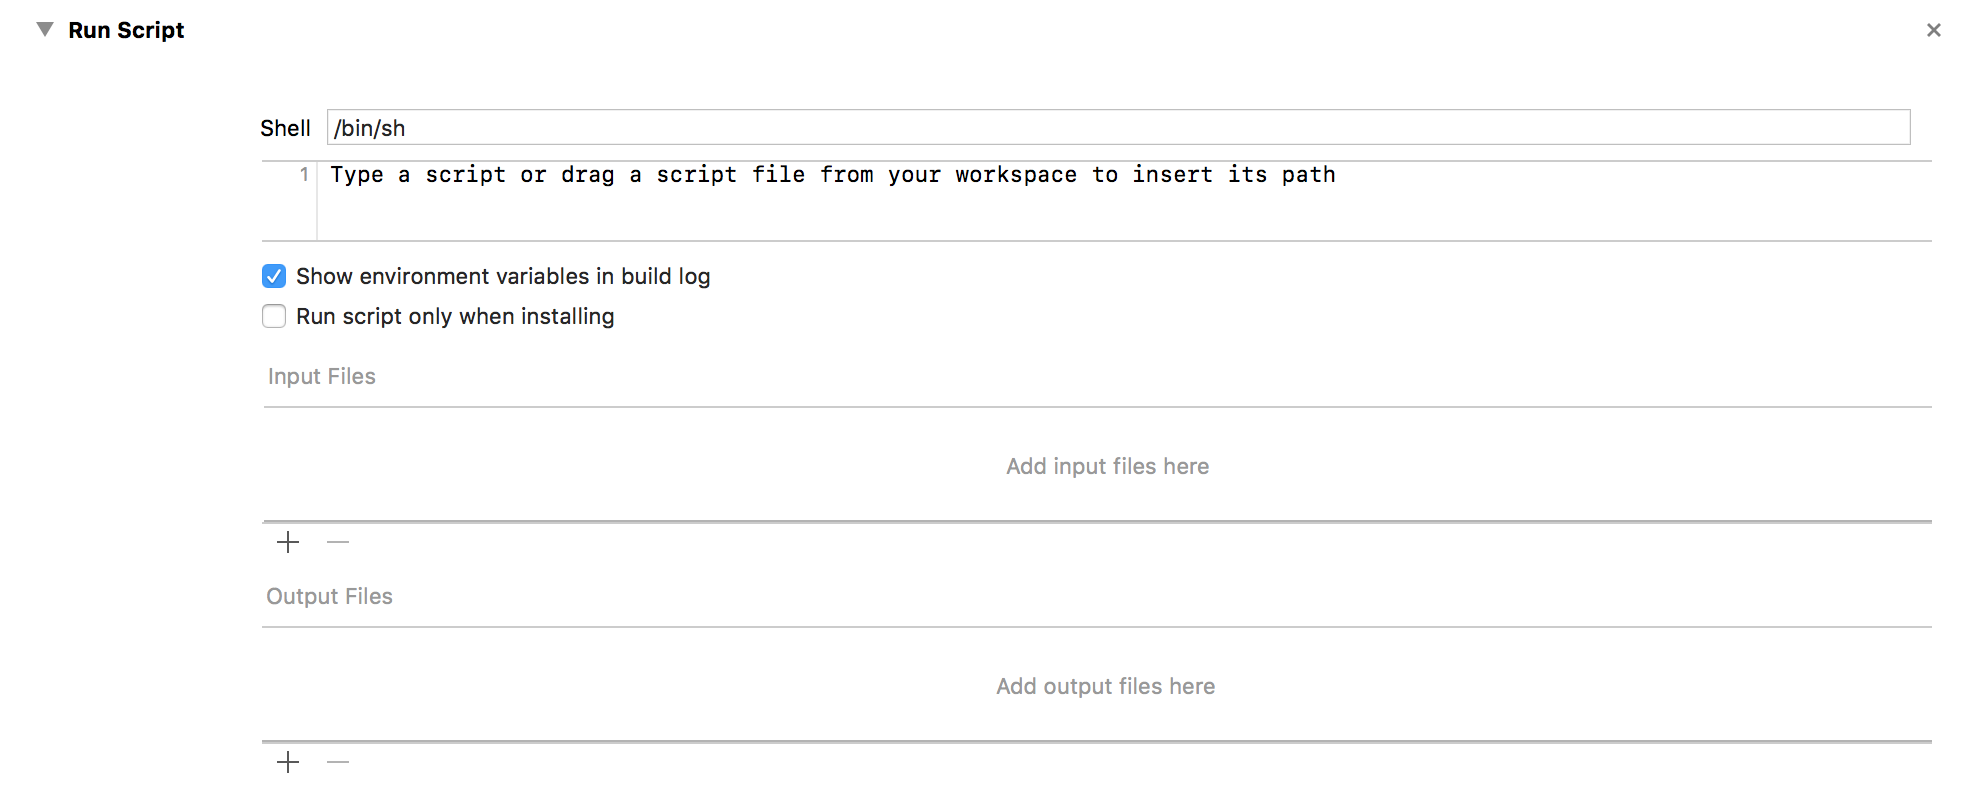 Run Script
Shell /bin/sh
1 Type a script or drag a script file from your workspace to insert its path
Show environment variables in build log
Run script only when installing
Input Files
Add input files here
Output Files
Add output files here